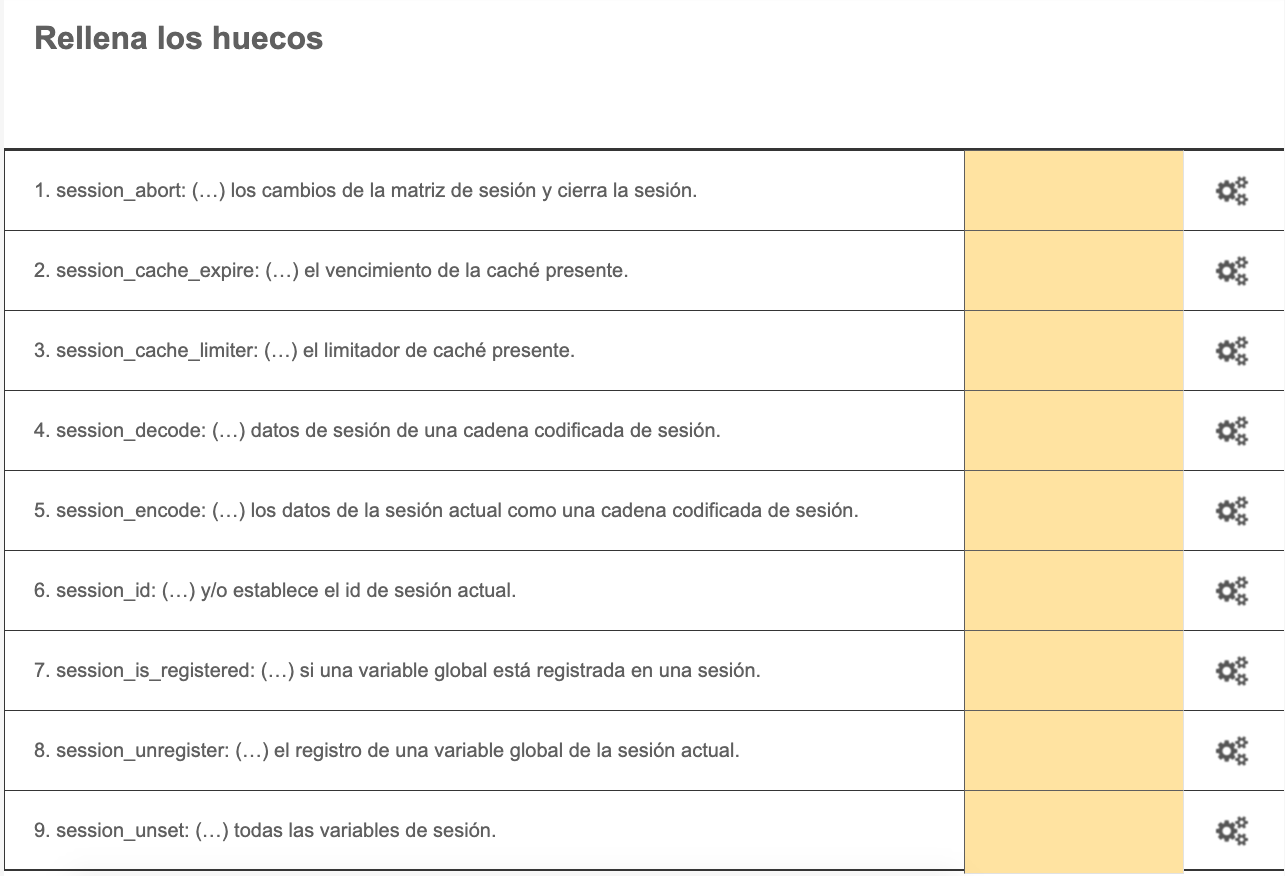 Rellena los huecos
1. session_abort: (…) los cambios de la matriz de sesión y cierra la sesión.
2. session_cache_expire: (…) el vencimiento de la caché presente.
3. session_cache_limiter: (…) el limitador de caché presente.
4. session_decode: (…) datos de sesión de una cadena codificada de sesión.
5. session_encode: (…) los datos de la sesión actual como una cadena codificada de sesión.
6. session_id: (…) y/o establece el id de sesión actual.
7. session_is_registered: (…) si una variable global está registrada en una sesión.
8. session_unregister: (…) el registro de una variable global de la sesión actual.
9. session_unset: (…) todas las variables de sesión.